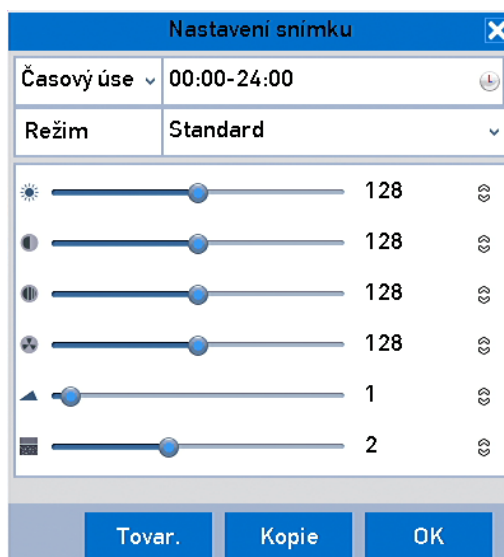 Nastavení snímku
Časový úse 00:00-24:00
Režim Standard
128
128
128
128
1
2
Tovar. Kopie OK